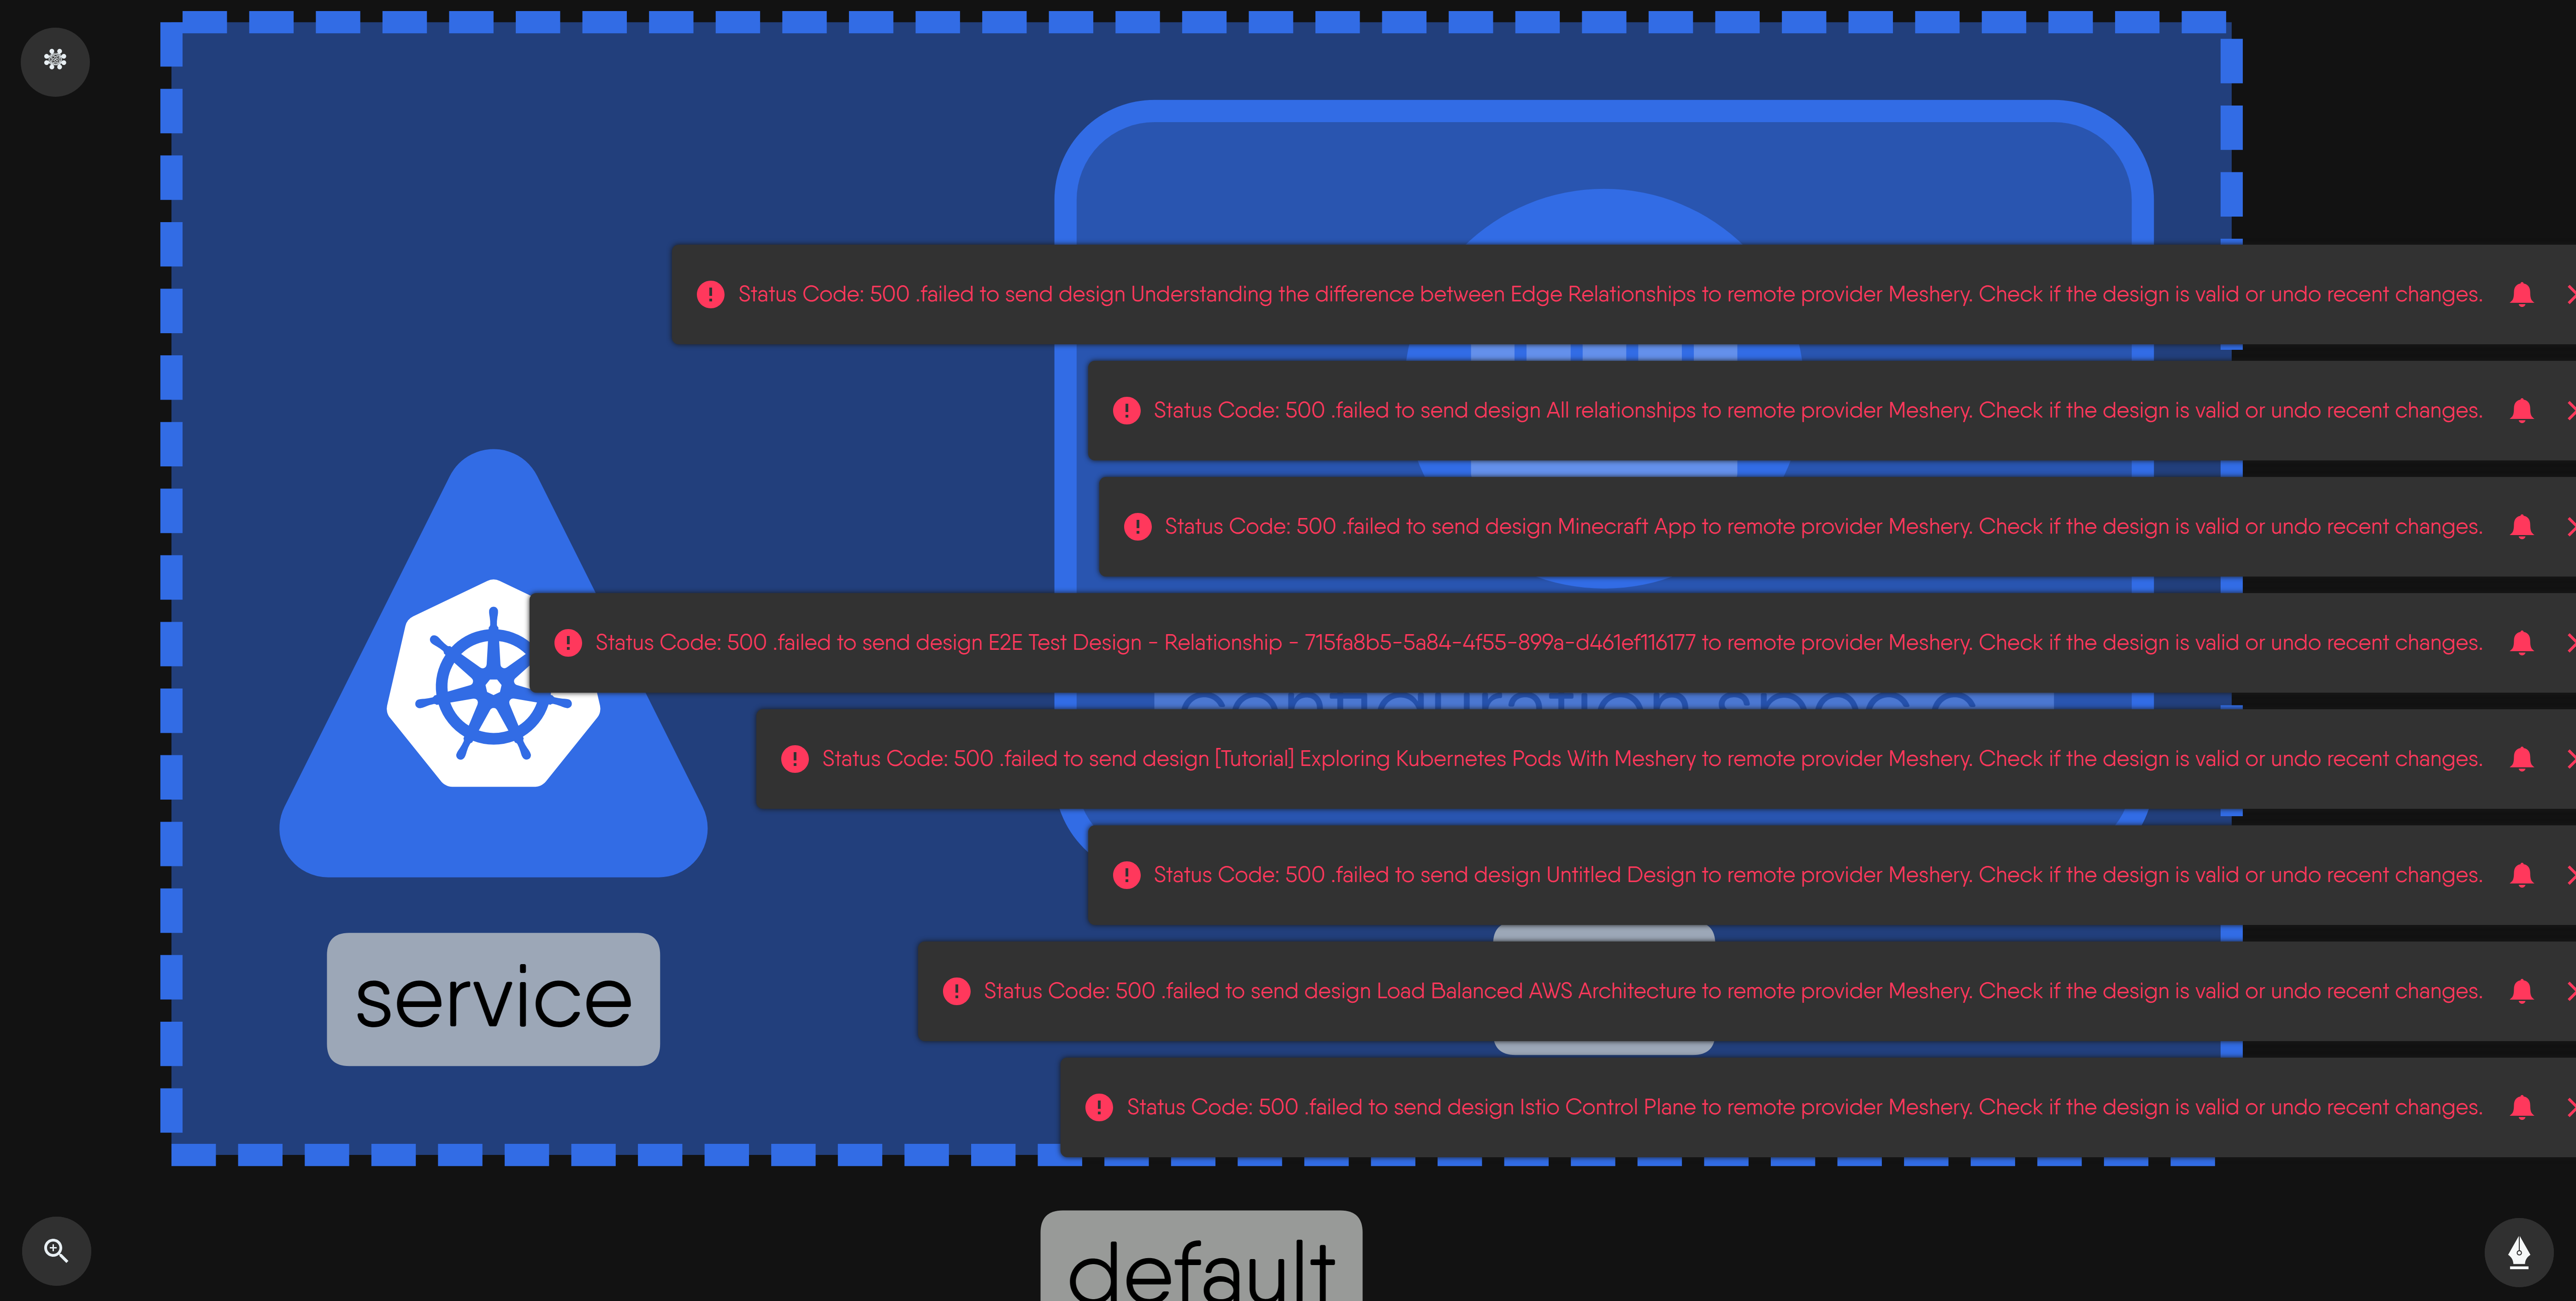 Status Code: 500 .failed to send design Understanding the difference between Edge Relationships to remote provider Meshery. Check if the design is valid or undo recent changes.
Status Code: 500 .failed to send design All relationships to remote provider Meshery. Check if the design is valid or undo recent changes.
Status Code: 500 .failed to send design Minecraft App to remote provider Meshery. Check if the design is valid or undo recent changes.
Status Code: 500 .failed to send design E2E Test Design - Relationship - 715fa8b5-5a84-4f55-899a-d461ef116177 to remote provider Meshery. Check if the design is valid or undo recent changes.
Status Code: 500 .failed to send design [Tutorial] Exploring Kubernetes Pods With Meshery to remote provider Meshery. Check if the design is valid or undo recent changes.
Status Code: 500 .failed to send design Untitled Design to remote provider Meshery. Check if the design is valid or undo recent changes.
Status Code: 500 .failed to send design Load Balanced AWS Architecture to remote provider Meshery. Check if the design is valid or undo recent changes.
service
Status Code: 500 .failed to send design Istio Control Plane to remote provider Meshery. Check if the design is valid or undo recent changes.
default